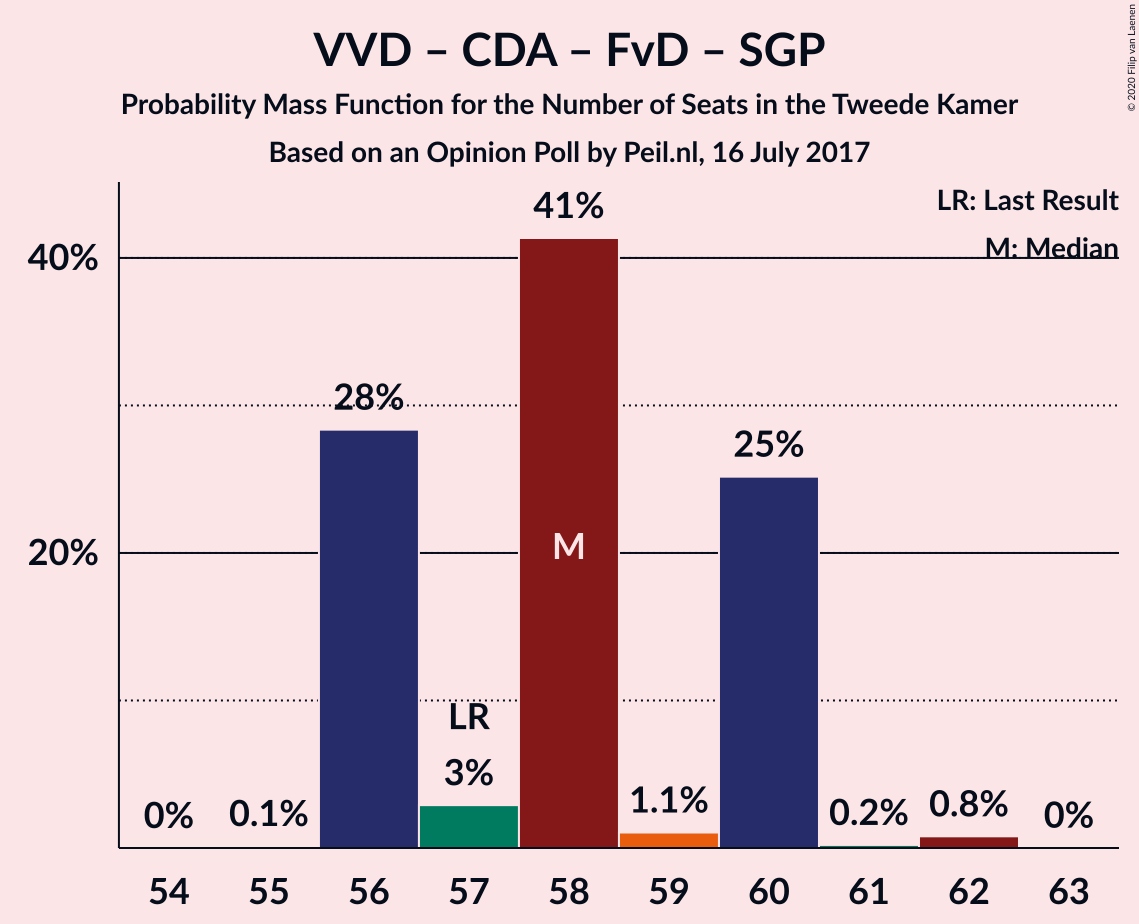 VVD – CDA – FvD – SGP
Probability Mass Function for the Number of Seats in the Tweede Kamer
Based on an Opinion Poll by Peil.nl, 16 July 2017
© 2020 Filip van Laenen
LR: Last Result
M: Median
40%
20%
0%
0.1%
28%
LR
3%
41%
M
1.1%
25%
0.2%
0.8%
0%
54 55 56 57 58 59 60 61 62 63